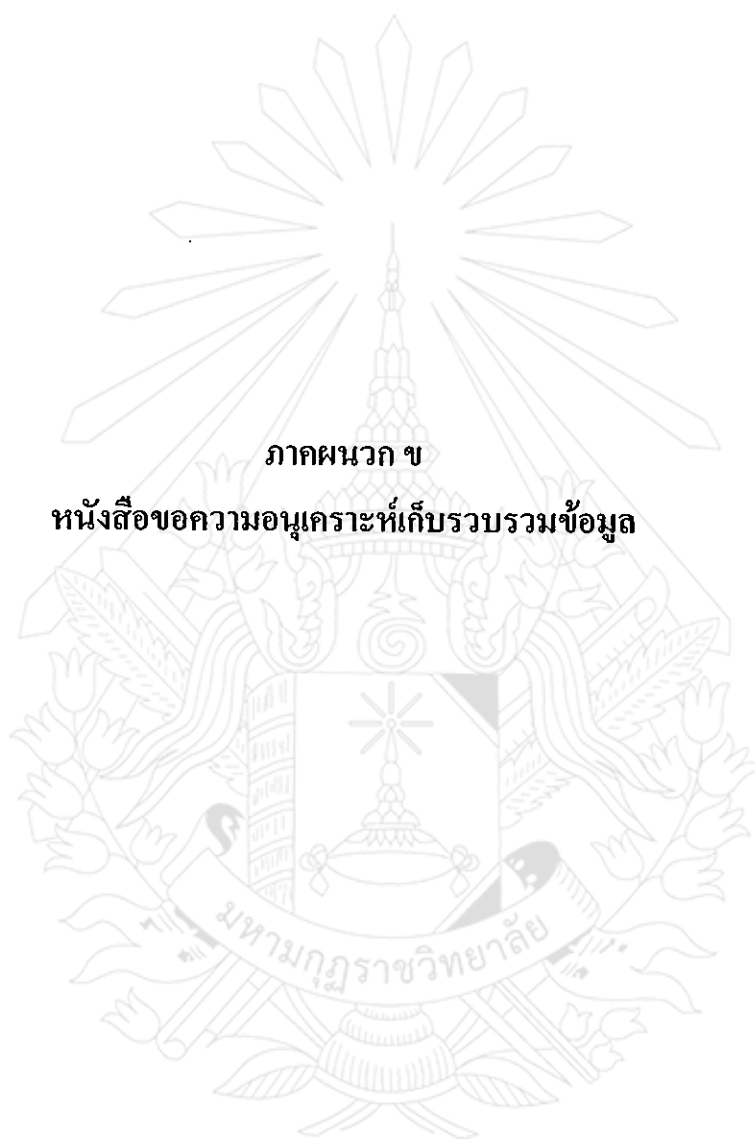 ภาคผนวก ข
หนังสือขอความอนุเคราะห์เก็บรวบรวมข้อมูล
มหามกุฏราชวิทยาลัย